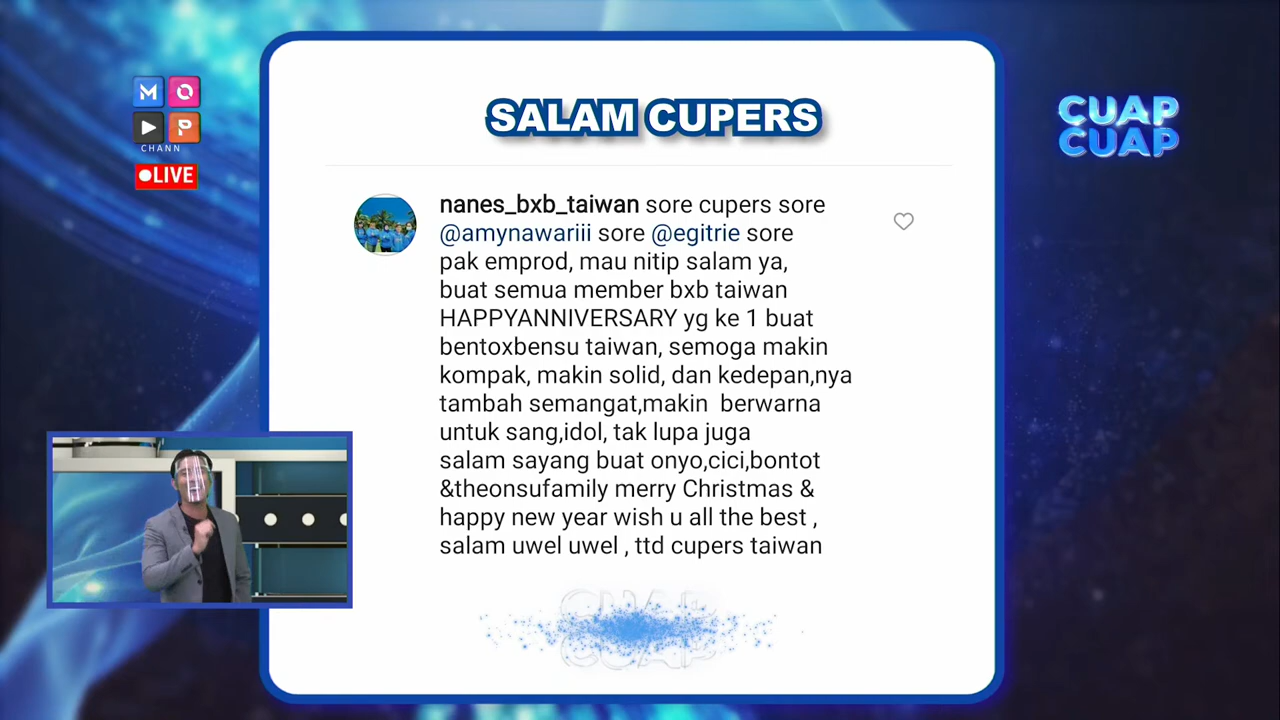 M O
P
CHANN
LIVE
SALAM CUPERS
CUAP
CUAP
nanes_bxb_taiwan sore cupers sore
@amynawariii sore @egitrie sore
pak emprod, mau nitip salam ya,
buat semua member bxb taiwan
HAPPYANNIVERSARY yg ke 1 buat
bentoxbensu taiwan, semoga makin
kompak, makin solid, dan kedepan,nya
tambah semangat,makin  berwarna
untuk sang,idol, tak lupa juga
salam sayang buat onyo,cici,bontot
&theonsufamily merry Christmas &
happy new year wish u all the best ,
salam uwel uwel , ttd cupers taiwan
CUAP
CUAP